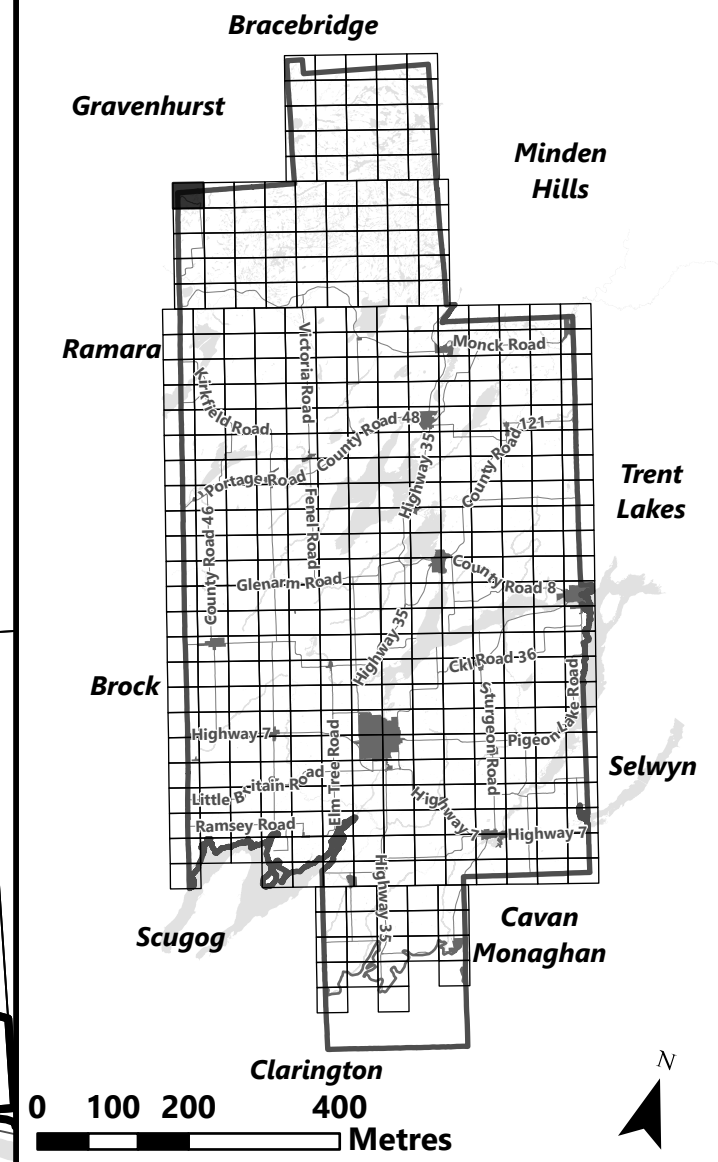 Bracebridge
Gravenhurst
Minden
Hills
Ramara
Monck Road
Victoria Road
Kirkfield Road
County Road 48
121
County Road
Highway 35
Portage Road
Trent
Lakes
Fenel Road
County Road 46
Glenarm Road
County Road 8
Highway 35
Ckl Road 36
Brock
Sturgeon Road
Pigeon Lake Road
Highway 7
Elm Tree Road
Selwyn
Little Britain Road
Highway 7
Ramsey Road
Highway 7
Highway 35
Scugog
Cavan
Monaghan
Clarington
N
0 100 200 400
Metres